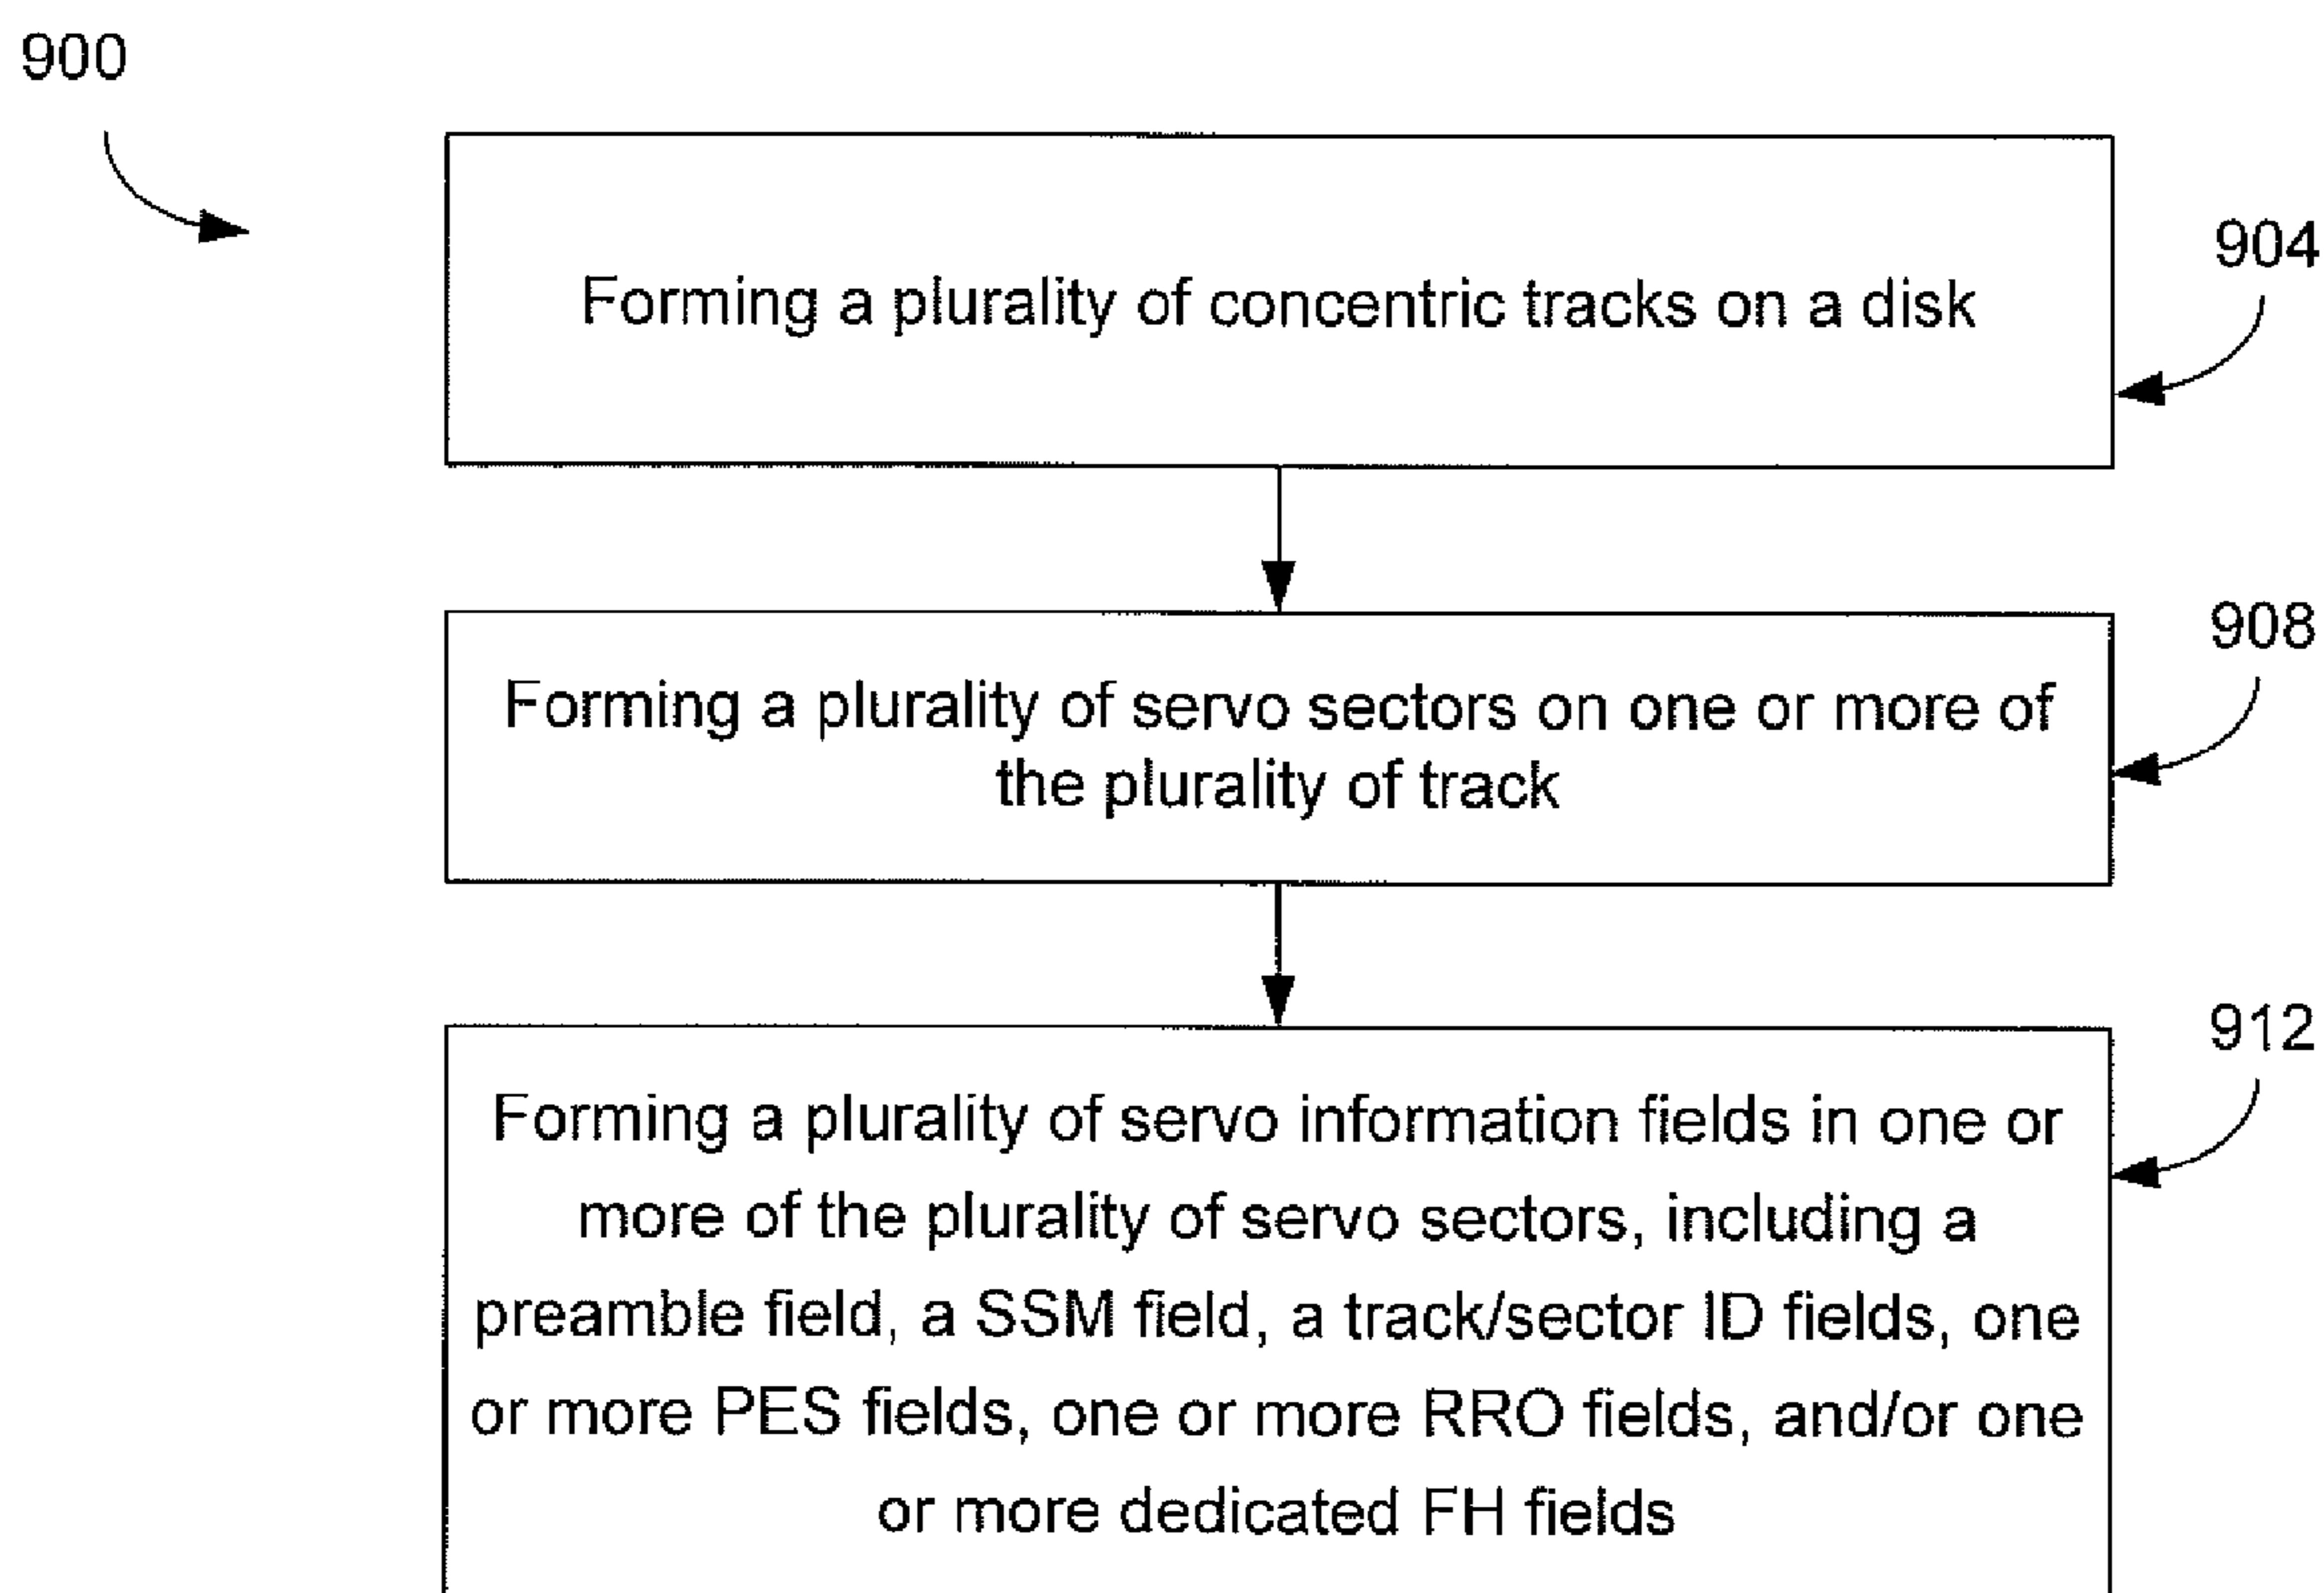 900
Forming a plurality of concentric tracks on a disk
904
Forming a plurality of servo sectors on one or more of
the plurality of track
908
Forming a plurality of servo information fields in one or
more of the plurality of servo sectors, including a
preamble field, a SSM field, a track/sector ID fields, one
or more PES fields, one or more RRO fields, and/or one
or more dedicated FH fields
912